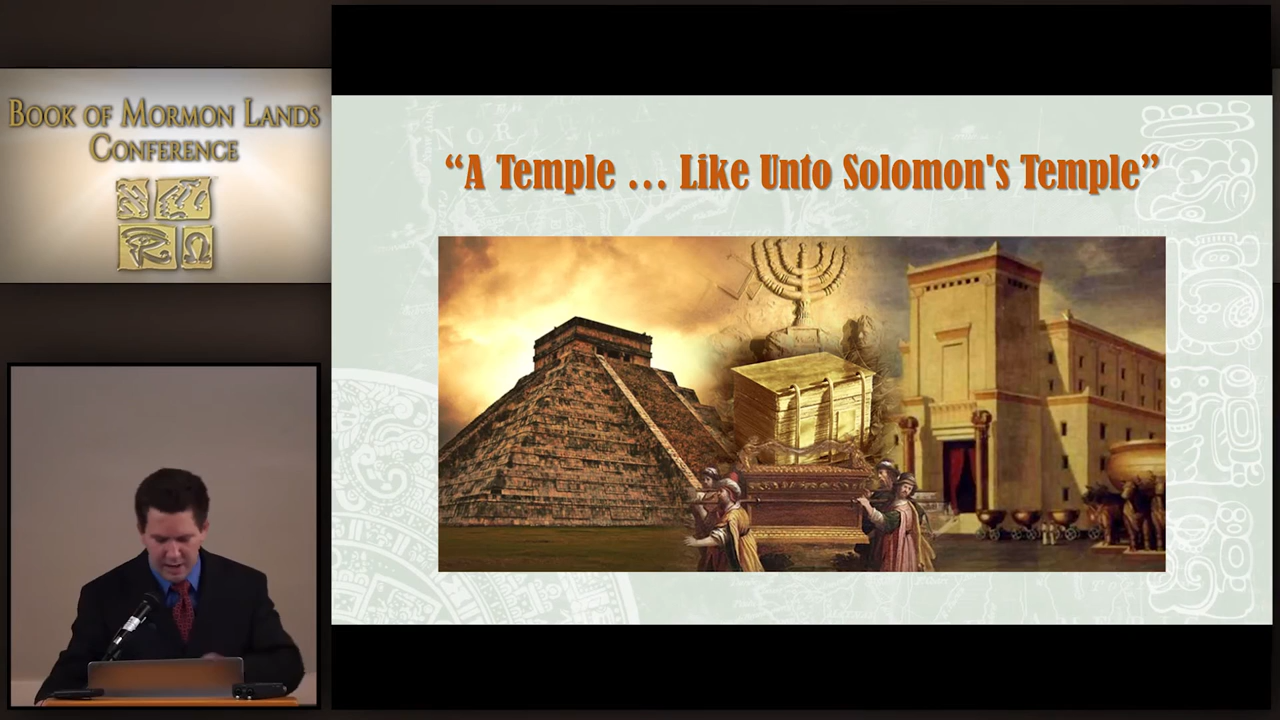 BOOK OF MORMON LANDS
CONFERENCE
“A Temple … Like Unto Solomon's Temple”